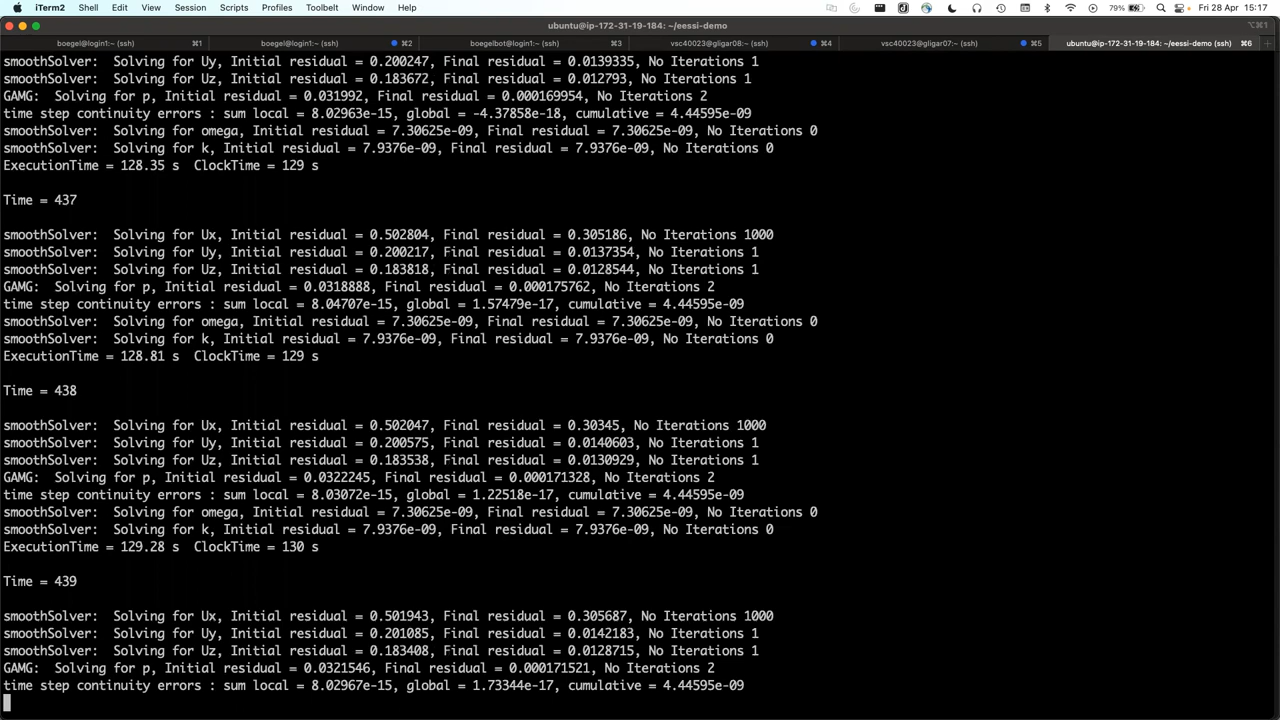 iTerm2 Shell Edit View Session Scripts Profiles Toolbelt Window Help 79% Fri 28 Apr 15:17
ubuntu@ip-172-31-19-184: ~/eessi-demo ⌥⌘1
boegel@login1:~ (ssh) ⌘1 boegel@login1:~ (ssh) ⌘2 boegelbot@login1:~ (ssh) ⌘3 vsc40023@gligar08:~ (ssh) ⌘4 vsc40023@gligar07:~ (ssh) ⌘5 ubuntu@ip-172-31-19-184: ~/eessi-demo (ssh) ⌘6
smoothSolver:  Solving for Uy, Initial residual = 0.200247, Final residual = 0.0139335, No Iterations 1
smoothSolver:  Solving for Uz, Initial residual = 0.183672, Final residual = 0.012793, No Iterations 1
GAMG:  Solving for p, Initial residual = 0.031992, Final residual = 0.000169954, No Iterations 2
time step continuity errors : sum local = 8.02963e-15, global = -4.37858e-18, cumulative = 4.44595e-09
smoothSolver:  Solving for omega, Initial residual = 7.30625e-09, Final residual = 7.30625e-09, No Iterations 0
smoothSolver:  Solving for k, Initial residual = 7.9376e-09, Final residual = 7.9376e-09, No Iterations 0
ExecutionTime = 128.35 s  ClockTime = 129 s
Time = 437
smoothSolver:  Solving for Ux, Initial residual = 0.502804, Final residual = 0.305186, No Iterations 1000
smoothSolver:  Solving for Uy, Initial residual = 0.200217, Final residual = 0.0137354, No Iterations 1
smoothSolver:  Solving for Uz, Initial residual = 0.183818, Final residual = 0.0128544, No Iterations 1
GAMG:  Solving for p, Initial residual = 0.0318888, Final residual = 0.000175762, No Iterations 2
time step continuity errors : sum local = 8.04707e-15, global = 1.57479e-17, cumulative = 4.44595e-09
smoothSolver:  Solving for omega, Initial residual = 7.30625e-09, Final residual = 7.30625e-09, No Iterations 0
smoothSolver:  Solving for k, Initial residual = 7.9376e-09, Final residual = 7.9376e-09, No Iterations 0
ExecutionTime = 128.81 s  ClockTime = 129 s
Time = 438
smoothSolver:  Solving for Ux, Initial residual = 0.502047, Final residual = 0.30345, No Iterations 1000
smoothSolver:  Solving for Uy, Initial residual = 0.200575, Final residual = 0.0140603, No Iterations 1
smoothSolver:  Solving for Uz, Initial residual = 0.183538, Final residual = 0.0130929, No Iterations 1
GAMG:  Solving for p, Initial residual = 0.0322245, Final residual = 0.000171328, No Iterations 2
time step continuity errors : sum local = 8.03072e-15, global = 1.22518e-17, cumulative = 4.44595e-09
smoothSolver:  Solving for omega, Initial residual = 7.30625e-09, Final residual = 7.30625e-09, No Iterations 0
smoothSolver:  Solving for k, Initial residual = 7.9376e-09, Final residual = 7.9376e-09, No Iterations 0
ExecutionTime = 129.28 s  ClockTime = 130 s
Time = 439
smoothSolver:  Solving for Ux, Initial residual = 0.501943, Final residual = 0.305687, No Iterations 1000
smoothSolver:  Solving for Uy, Initial residual = 0.201085, Final residual = 0.0142183, No Iterations 1
smoothSolver:  Solving for Uz, Initial residual = 0.183408, Final residual = 0.0128715, No Iterations 1
GAMG:  Solving for p, Initial residual = 0.0321546, Final residual = 0.000171521, No Iterations 2
time step continuity errors : sum local = 8.02967e-15, global = 1.73344e-17, cumulative = 4.44595e-09